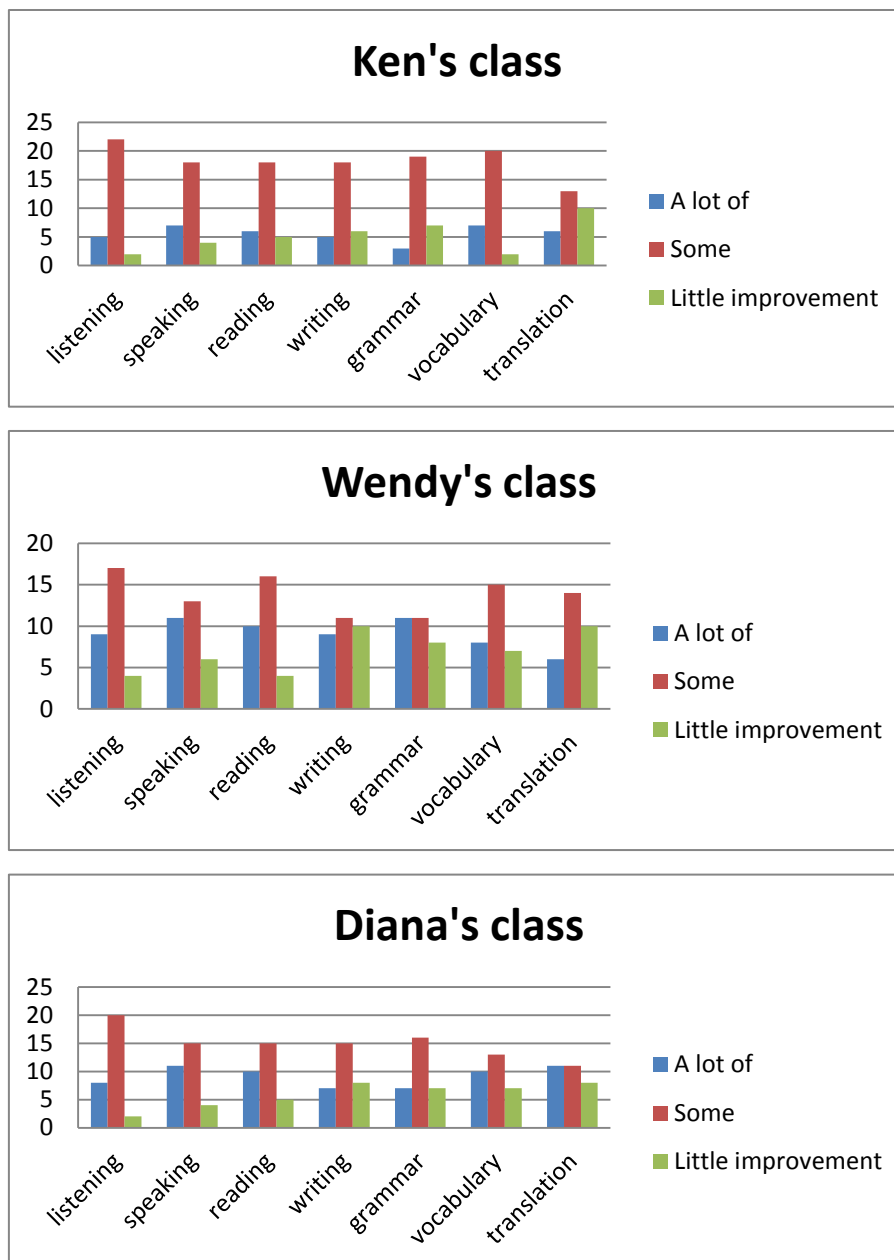 Ken's class
25
20
15
10
5
0
listening
speaking
reading
writing
grammar
vocabulary
translation
A lot of
Some
Little improvement
Wendy's class
20
15
10
5
0
listening
speaking
reading
writing
grammar
vocabulary
translation
A lot of
Some
Little improvement
Diana's class
25
20
15
10
5
0
listening
speaking
reading
writing
grammar
vocabulary
translation
A lot of
Some
Little improvement